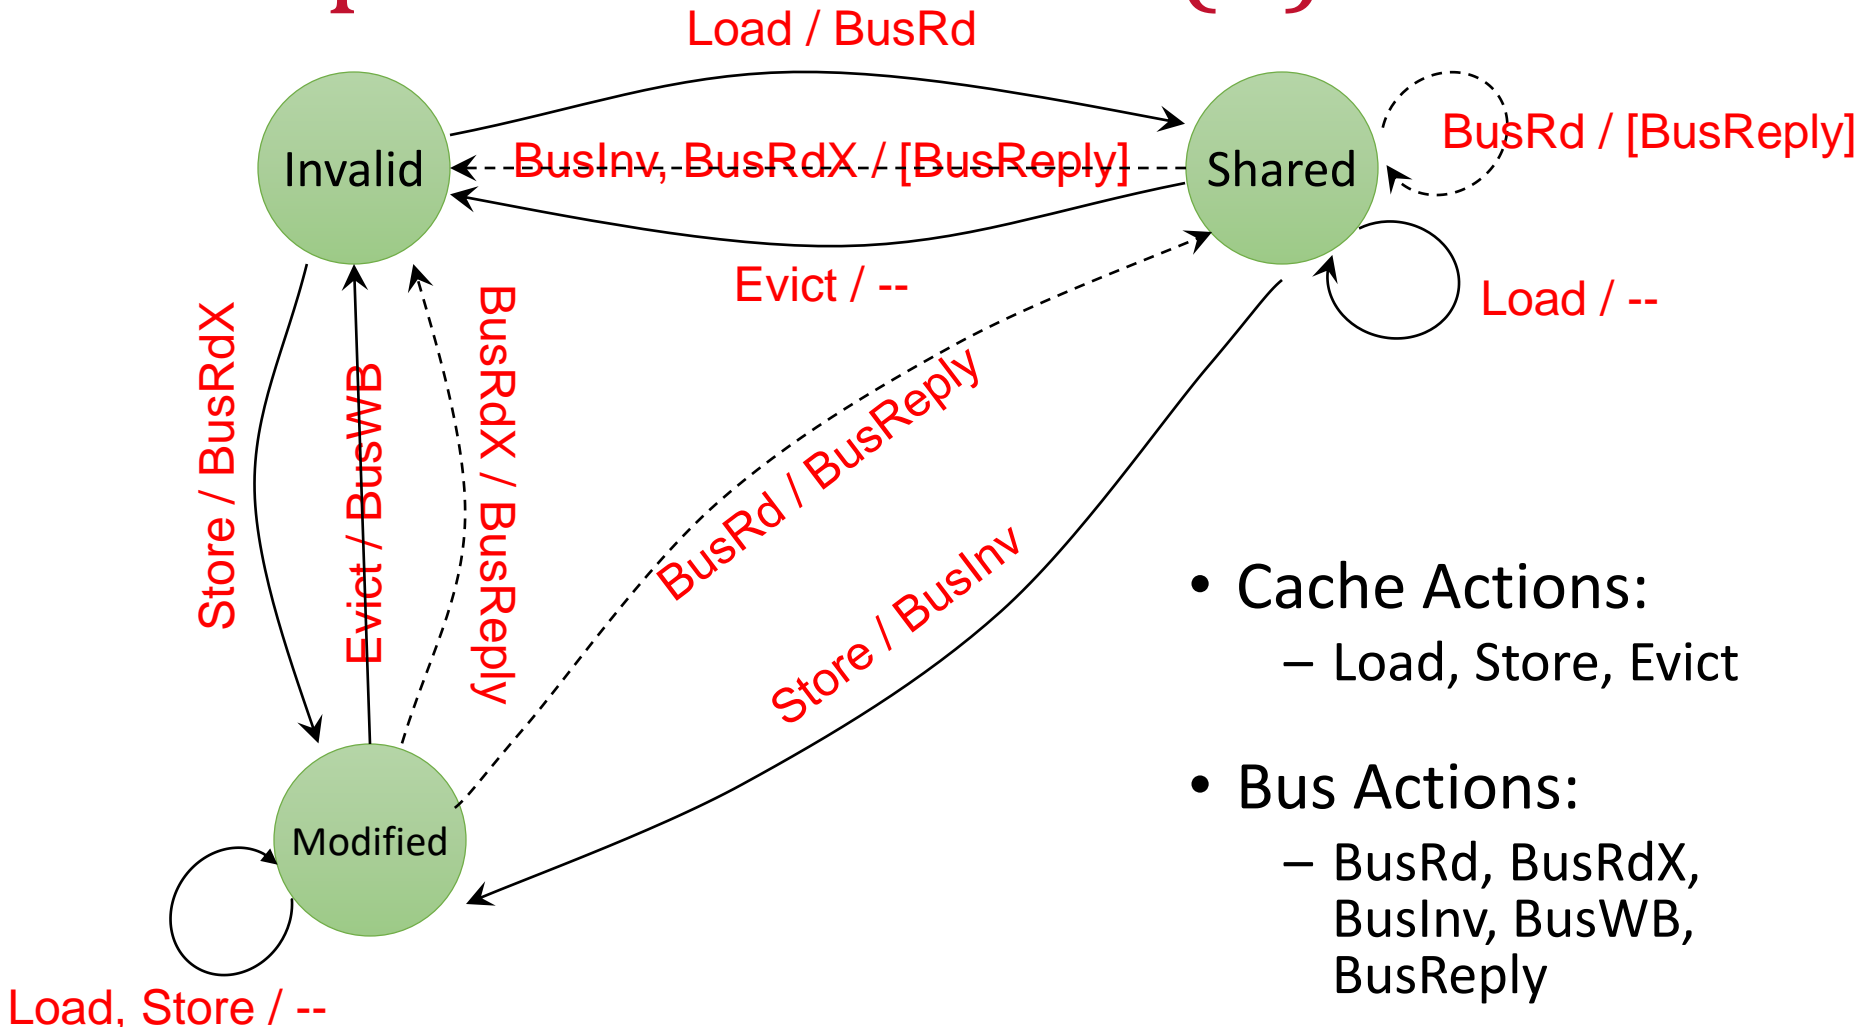 Load / BusRd
Invalid
BusInv, BusRdX / [BusReply]
Shared
BusRd / [BusReply]
Evict / --
Load / --
Store / BusRdX
Evict / BusWB
BusRdX / BusReply
BusRd / BusReply
Store / BusInv
Modified
Load, Store / --
• Cache Actions:
– Load, Store, Evict
• Bus Actions:
– BusRd, BusRdX,
BusInv, BusWB,
BusReply